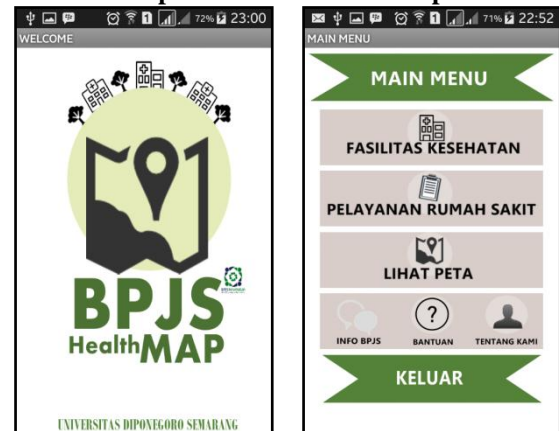 72% 23:00
WELCOME
BPJS
HealthMAP
UNIVERSITAS DIPONEGORO SEMARANG
1 71% 22:52
MAIN MENU
MAIN MENU
FASILITAS KESEHATAN
PELAYANAN RUMAH SAKIT
LIHAT PETA
INFO BPJS BANTUAN TENTANG KAMI
KELUAR